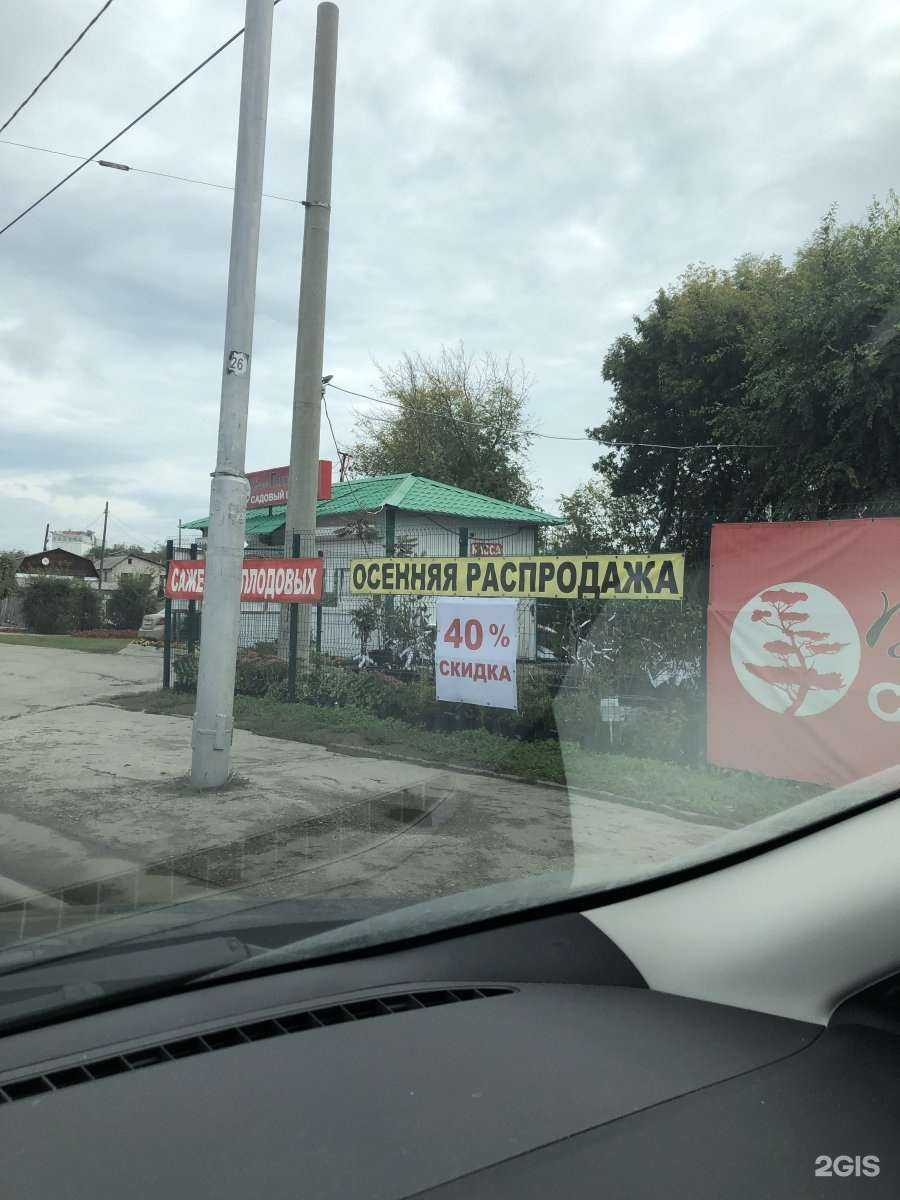 26
САДОВЫЙ
КАССА
САЖЕ ПЛОДОВЫХ
ОСЕННЯЯ РАСПРОДАЖА
40%
СКИДКА
2GIS